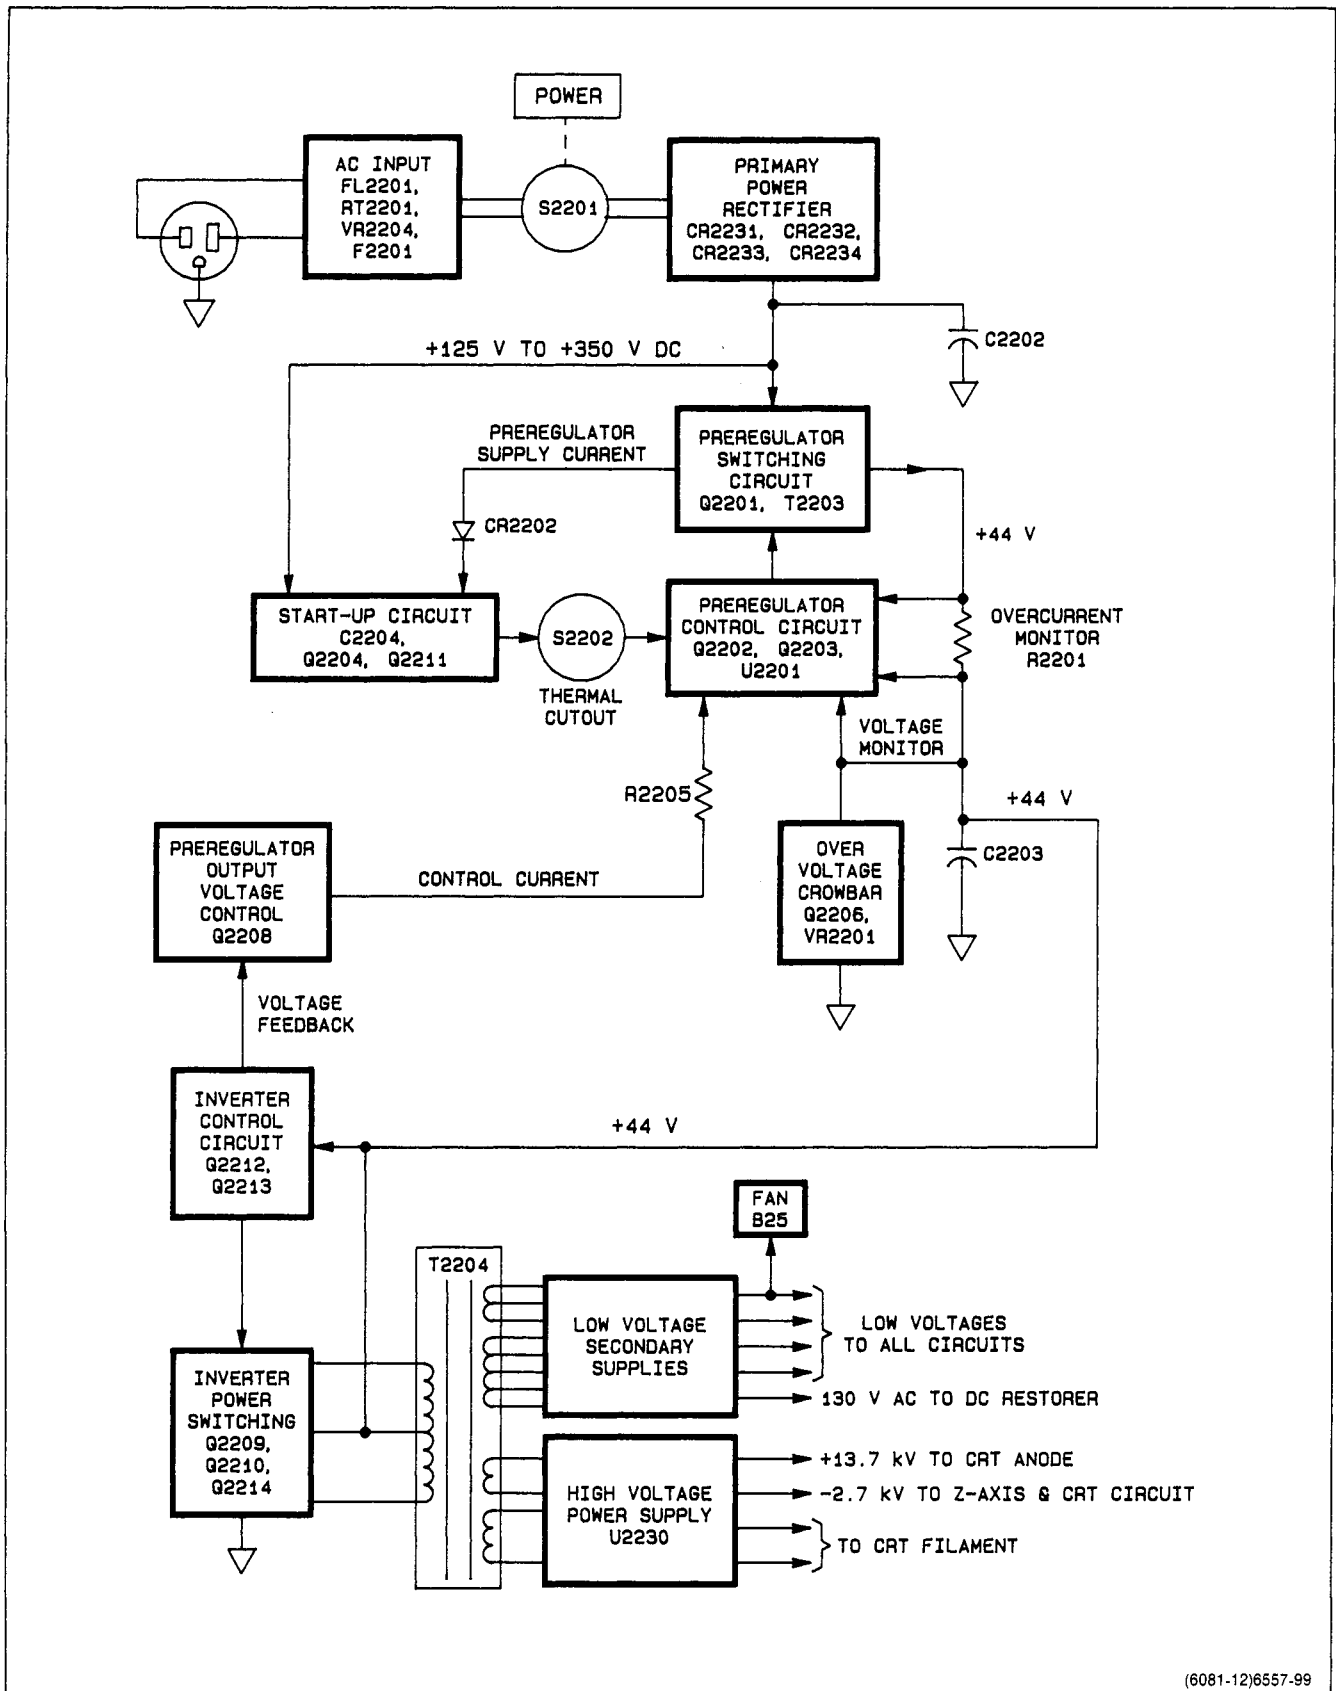 POWER
AC INPUT
FL2201,
RT2201,
VR2204,
F2201
S2201
PRIMARY
POWER
RECTIFIER
CR2231, CR2232,
CR2233, CR2234
C2202
+125 V TO +350 V DC
PREREGULATOR
SUPPLY CURRENT
PREREGULATOR
SWITCHING
CIRCUIT
Q2201, T2203
CR2202
+44 V
START-UP CIRCUIT
C2204,
Q2204, Q2211
S2202
THERMAL
CUTOUT
PREREGULATOR
CONTROL CIRCUIT
Q2202, Q2203,
U2201
OVERCURRENT
MONITOR
R2201
VOLTAGE
MONITOR
R2205
+44 V
PREREGULATOR
OUTPUT
VOLTAGE
CONTROL
Q2208
CONTROL CURRENT
OVER
VOLTAGE
CROWBAR
Q2206,
VR2201
C2203
VOLTAGE
FEEDBACK
INVERTER
CONTROL
CIRCUIT
Q2212,
Q2213
+44 V
FAN
B25
T2204
LOW VOLTAGE
SECONDARY
SUPPLIES
LOW VOLTAGES
TO ALL CIRCUITS
130 V AC TO DC RESTORER
INVERTER
POWER
SWITCHING
Q2209,
Q2210,
Q2214
HIGH VOLTAGE
POWER SUPPLY
U2230
+13.7 kV TO CRT ANODE
-2.7 kV TO Z-AXIS & CRT CIRCUIT
TO CRT FILAMENT
(6081-12)6557-99